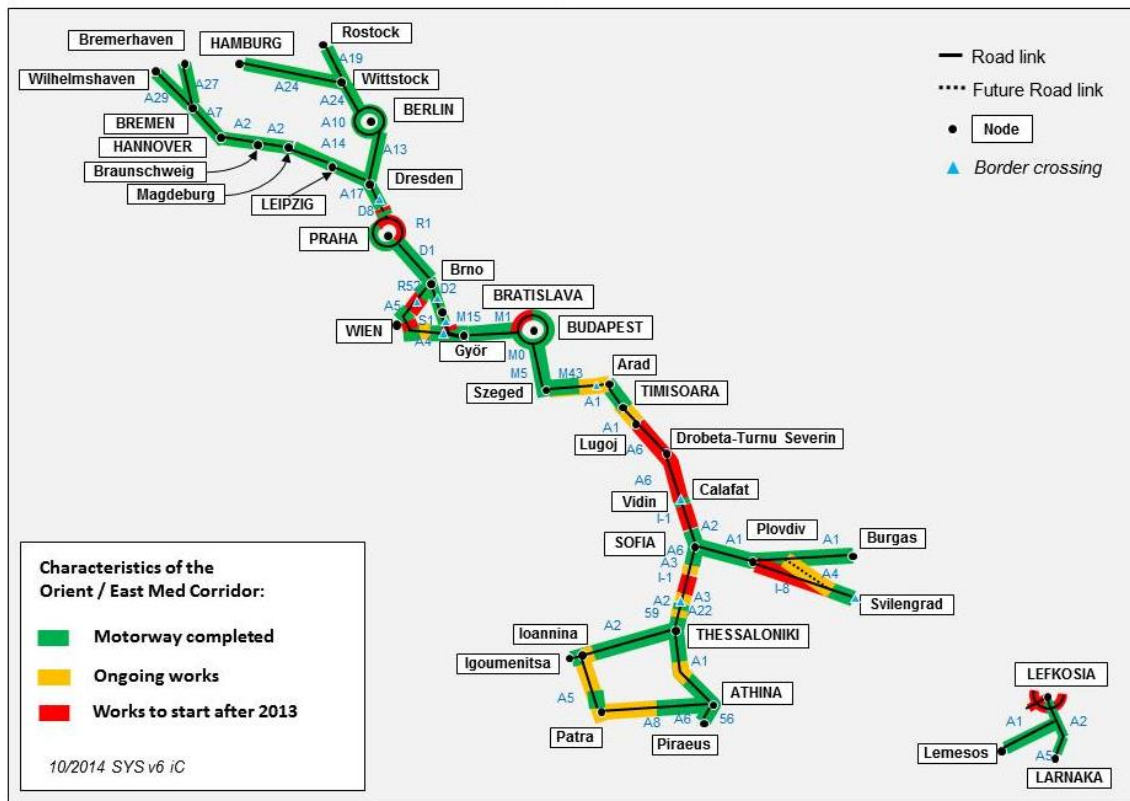 Rostock
Bremerhaven
HAMBURG
A19
Wilhelmshaven
A27
A24
Wittstock
A29
A24
A7
BERLIN
BREMEN
A2
A2
A10
HANNOVER
A14
A13
Braunschweig
Magdeburg
A17
Dresden
LEIPZIG
D8
R1
PRAHA
D1
Brno
R52
D2
BRATISLAVA
A5
S1
M15
M1
BUDAPEST
WIEN
A4
Györ
M0
M5
M43
Arad
Szeged
A1
TIMISOARA
A1
Lugoj
A6
Drobeta-Turnu Severin
A6
Calafat
Vidin
I-1
A2
Plovdiv
SOFIA
A1
A1
Burgas
A6
A3
A4
I-1
I-8
A2
A3
Svilengrad
59
A22
Ioannina
A2
THESSALONIKI
Igoumenitsa
A1
A5
ATHINA
A8
A6
56
Patra
Piraeus
LEFKOSIA
A1
A2
Lemesos
A5
LARNAKA
Road link
Future Road link
Node
Border crossing
Characteristics of the
Orient / East Med Corridor:
Motorway completed
Ongoing works
Works to start after 2013
10/2014 SYS v6 iC